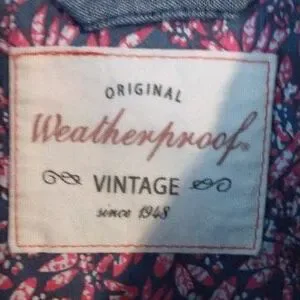 ORIGINAL
Weatherproof®
VINTAGE
since 1948